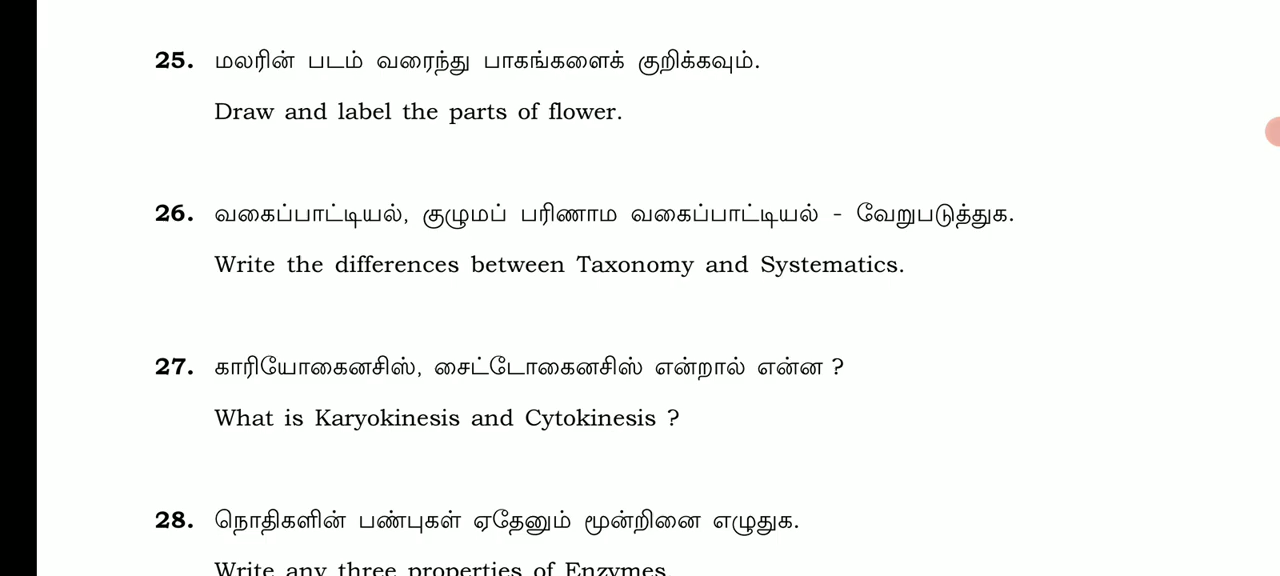 25. மலரின் படம் வரைந்து பாகங்களைக் குறிக்கவும்.
Draw and label the parts of flower.
26. வகைப்பாட்டியல், குழுமப் பரிணாம வகைப்பாட்டியல் - வேறுபடுத்துக.
Write the differences between Taxonomy and Systematics.
27. காரியோகைனசிஸ், சைட்டோகைனசிஸ் என்றால் என்ன ?
What is Karyokinesis and Cytokinesis ?
28. நொதிகளின் பண்புகள் ஏதேனும் மூன்றினை எழுதுக.
Write any three properties of Enzymes.